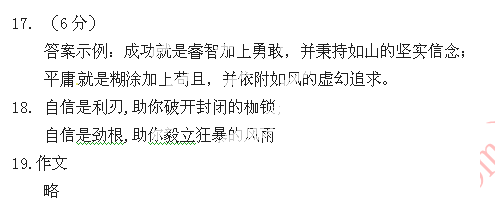 17. （6分）
答案示例：成功就是睿智加上勇敢，并秉持如山的坚实信念；
平庸就是糊涂加上苟且，并依附如风的虚幻追求。
18. 自信是利刃,助你破开封闭的枷锁;
自信是劲根,助你毅立狂暴的风雨
19.作文
略